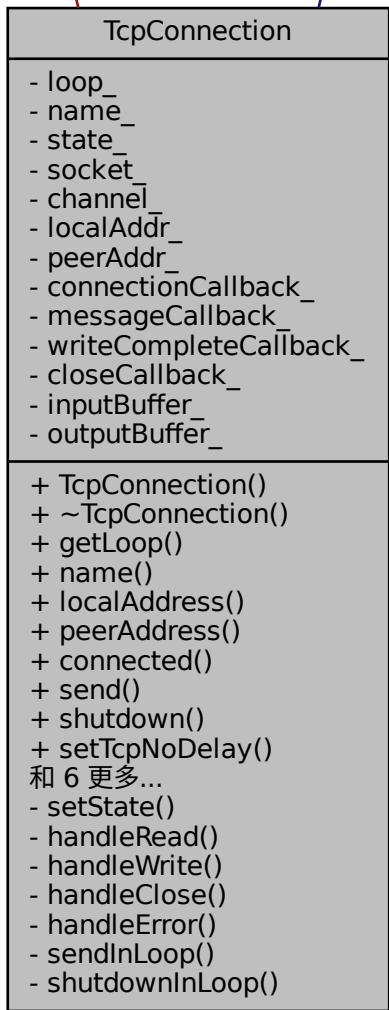 TcpConnection
- loop_
- name_
- state_
- socket_
- channel_
- localAddr_
- peerAddr_
- connectionCallback_
- messageCallback_
- writeCompleteCallback_
- closeCallback_
- inputBuffer_
- outputBuffer_
+ TcpConnection()
+ ~TcpConnection()
+ getLoop()
+ name()
+ localAddress()
+ peerAddress()
+ connected()
+ send()
+ shutdown()
+ setTcpNoDelay()
和 6 更多...
- setState()
- handleRead()
- handleWrite()
- handleClose()
- handleError()
- sendInLoop()
- shutdownInLoop()